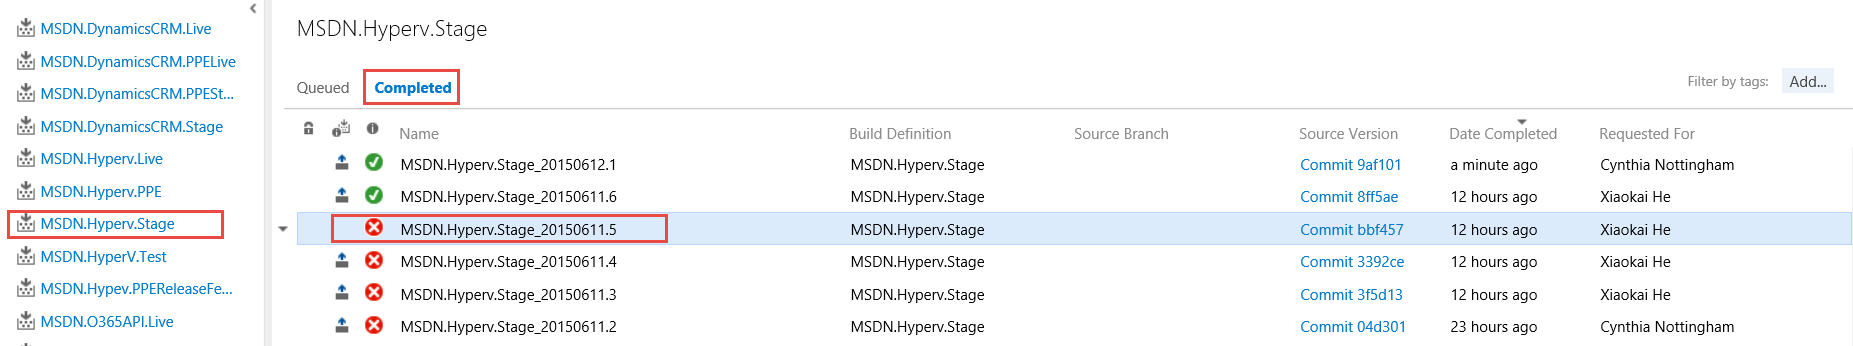 MSDN.DynamicsCRM.Live
MSDN.DynamicsCRM.PPELive
MSDN.DynamicsCRM.PPESt...
MSDN.DynamicsCRM.Stage
MSDN.Hyperv.Live
MSDN.Hyperv.PPE
MSDN.Hyperv.Stage
MSDN.HyperV.Test
MSDN.Hypev.PPEReleaseFe...
MSDN.O365API.Live
MSDN.Hyperv.Stage
Queued Completed
Filter by tags: Add...
Name Build Definition Source Branch Source Version Date Completed Requested For
MSDN.Hyperv.Stage_20150612.1 MSDN.Hyperv.Stage Commit 9af101 a minute ago Cynthia Nottingham
MSDN.Hyperv.Stage_20150611.6 MSDN.Hyperv.Stage Commit 8ff5ae 12 hours ago Xiaokai He
MSDN.Hyperv.Stage_20150611.5 MSDN.Hyperv.Stage Commit bbf457 12 hours ago Xiaokai He
MSDN.Hyperv.Stage_20150611.4 MSDN.Hyperv.Stage Commit 3392ce 12 hours ago Xiaokai He
MSDN.Hyperv.Stage_20150611.3 MSDN.Hyperv.Stage Commit 3f5d13 12 hours ago Xiaokai He
MSDN.Hyperv.Stage_20150611.2 MSDN.Hyperv.Stage Commit 04d301 23 hours ago Cynthia Nottingham